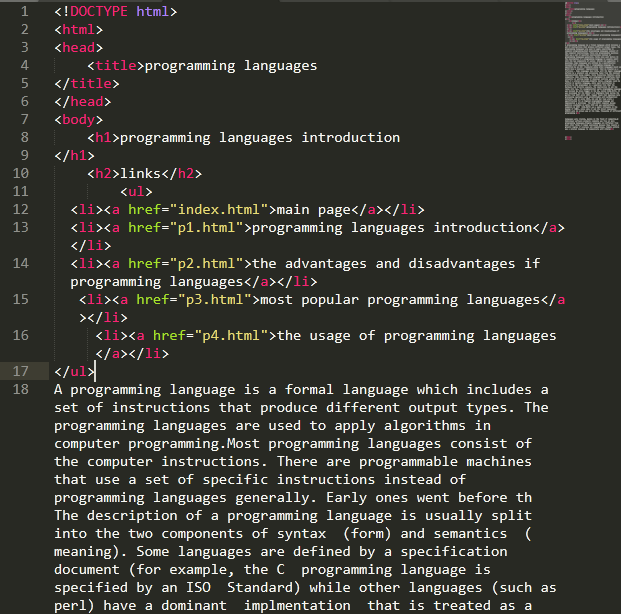 1 <!DOCTYPE html>
2 <html>
3 <head>
4 <title>programming languages
5 </title>
6 </head>
7 <body>
8 <h1>programming languages introduction
9 </h1>
10 <h2>links</h2>
11 <ul>
12 <li><a href="index.html">main page</a></li>
13 <li><a href="p1.html">programming languages introduction</a>
</li>
14 <li><a href="p2.html">the advantages and disadvantages if
programming languages</a></li>
15 <li><a href="p3.html">most popular programming languages</a
></li>
16 <li><a href="p4.html">the usage of programming languages
</a></li>
17 </ul>
18 A programming language is a formal language which includes a
set of instructions that produce different output types. The
programming languages are used to apply algorithms in
computer programming.Most programming languages consist of
the computer instructions. There are programmable machines
that use a set of specific instructions instead of
programming languages generally. Early ones went before th
The description of a programming language is usually split
into the two components of syntax  (form) and semantics  (
meaning). Some languages are defined by a specification
document (for example, the C  programming language is
specified by an ISO  Standard) while other languages (such as
perl) have a dominant  implmentation  that is treated as a